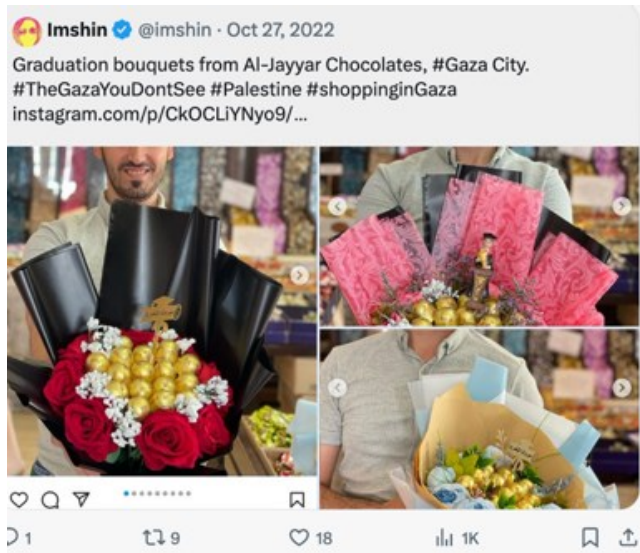 Imshin @imshin · Oct 27, 2022
Graduation bouquets from Al-Jayyar Chocolates, #Gaza City.
#TheGazaYouDontSee #Palestine #shoppinginGaza
instagram.com/p/CkOCLiYNyo9/...
1 9 18 1K